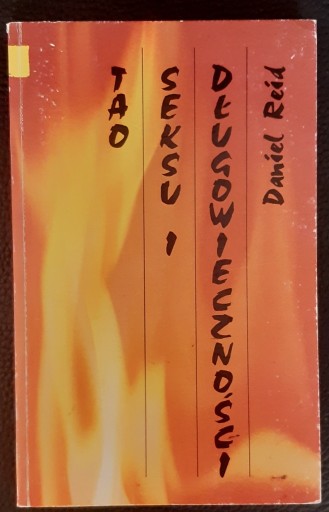 TAO
SEKSU I
DŁUGOWIECZNOŚCI
Daniel Reid